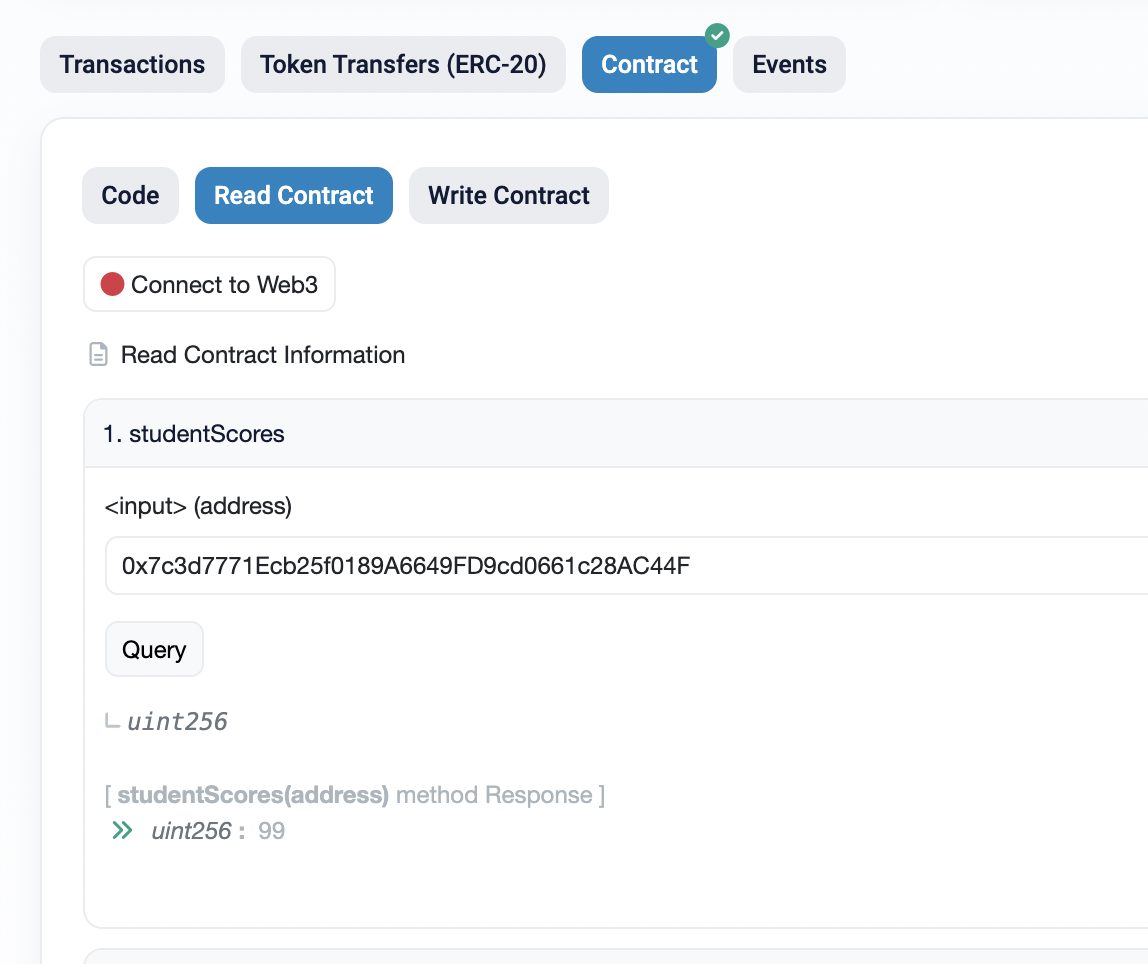 Transactions Token Transfers (ERC-20) Contract Events
Code Read Contract Write Contract
Connect to Web3
Read Contract Information
1. studentScores
<input> (address)
0x7c3d7771Ecb25f0189A6649FD9cd0661c28AC44F
Query
uint256
[ studentScores(address) method Response ]
uint256 : 99